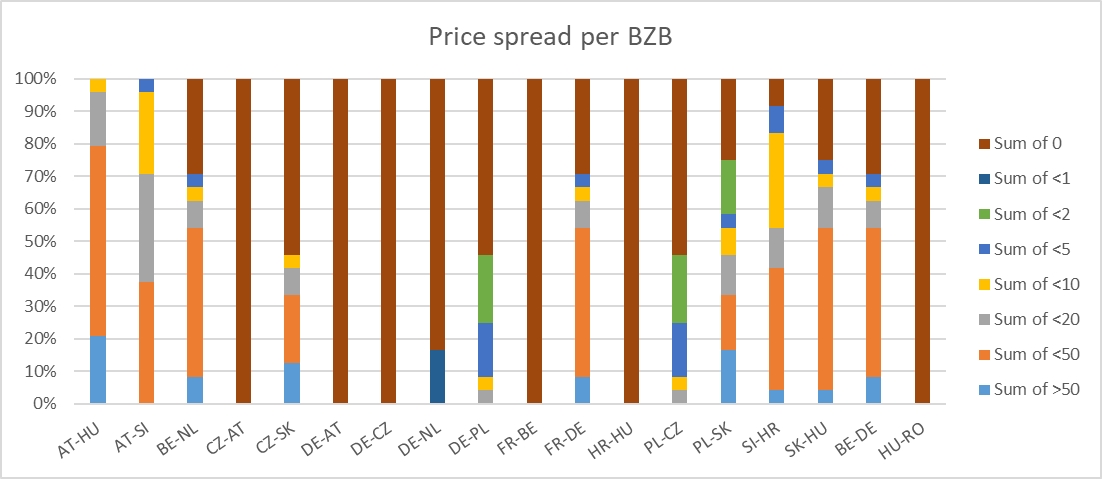 Price spread per BZB
100%
90%
80%
70%
60%
50%
40%
30%
20%
10%
0%
AT-HU
AT-SI
BE-NL
CZ-AT
CZ-SK
DE-AT
DE-CZ
DE-NL
DE-PL
FR-BE
FR-DE
HR-HU
PL-CZ
PL-SK
SI-HR
SK-HU
BE-DE
HU-RO
Sum of 0
Sum of <1
Sum of <2
Sum of <5
Sum of <10
Sum of <20
Sum of <50
Sum of >50